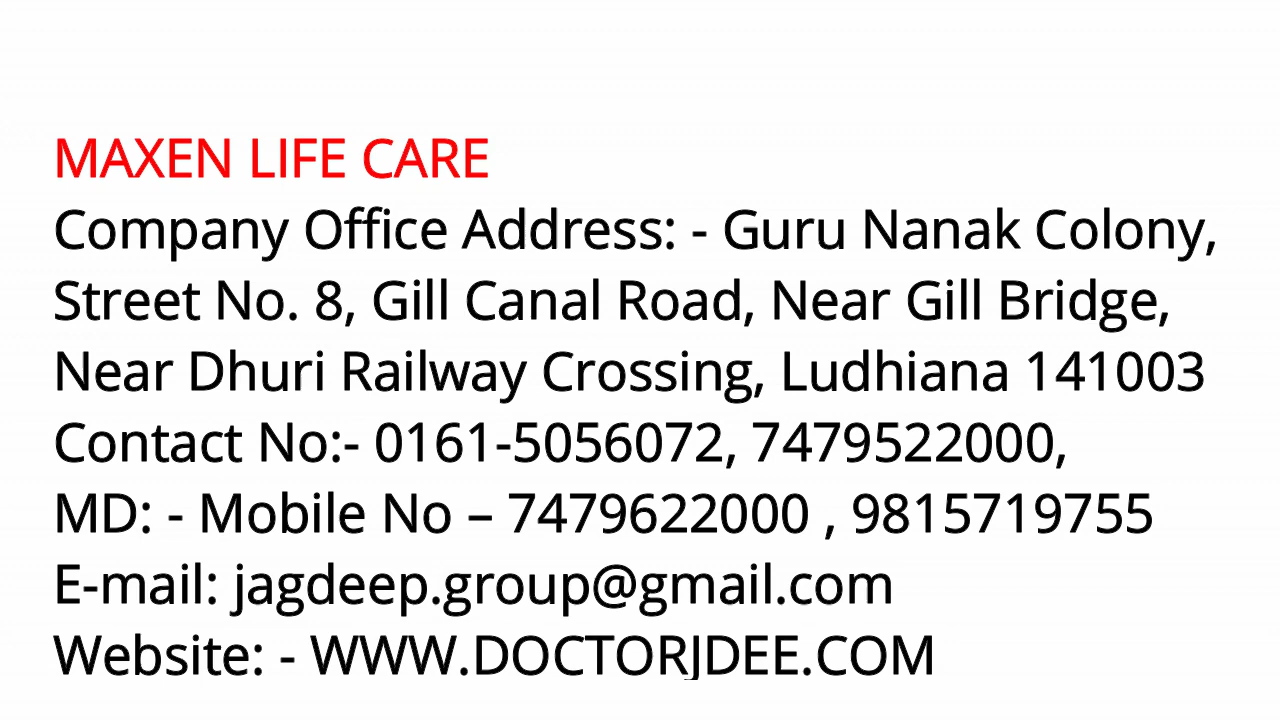 MAXEN LIFE CARE
Company Office Address: - Guru Nanak Colony,
Street No. 8, Gill Canal Road, Near Gill Bridge,
Near Dhuri Railway Crossing, Ludhiana 141003
Contact No:- 0161-5056072, 7479522000,
MD: - Mobile No – 7479622000 , 9815719755
E-mail: jagdeep.group@gmail.com
Website: - WWW.DOCTORJDEE.COM